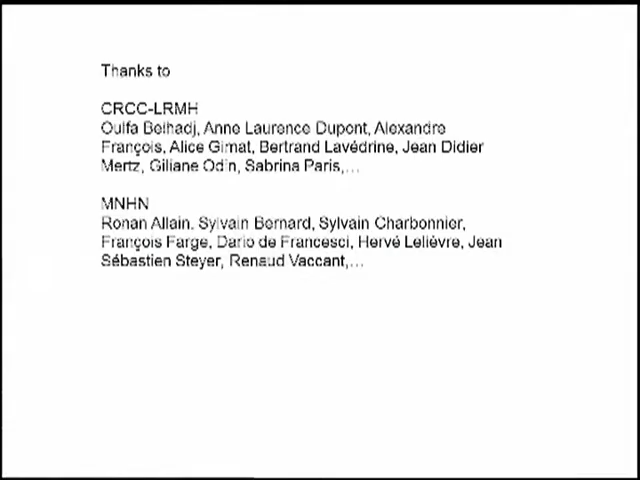 Thanks to
CRCC-LRMH
Oulfa Belhadj, Anne Laurence Dupont, Alexandre
François, Alice Gimat, Bertrand Lavédrine, Jean Didier
Mertz, Giliane Odin, Sabrina Paris,...
MNHN
Ronan Allain. Sylvain Bernard, Sylvain Charbonnier,
François Farge, Dario de Francesci, Hervé Lelièvre, Jean
Sébastien Steyer, Renaud Vaccant,...